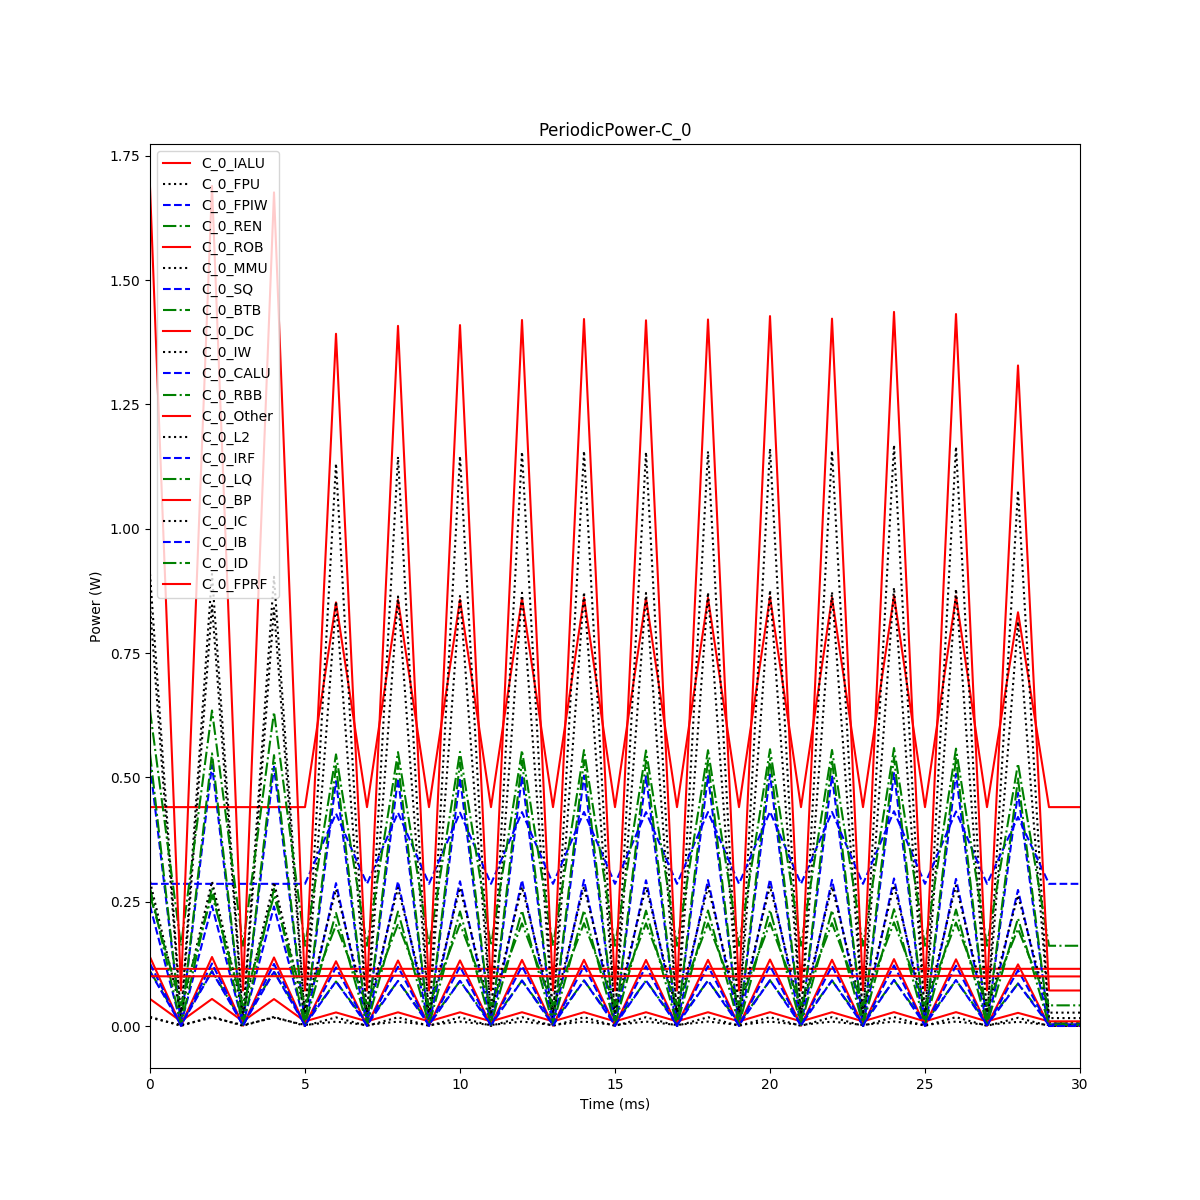 PeriodicPower-C_0
1.75
1.50
1.25
1.00
0.75
0.50
0.25
0.00
Power (W)
C_0_IALU
C_0_FPU
C_0_FPIW
C_0_REN
C_0_ROB
C_0_MMU
C_0_SQ
C_0_BTB
C_0_DC
C_0_IW
C_0_CALU
C_0_RBB
C_0_Other
C_0_L2
C_0_IRF
C_0_LQ
C_0_BP
C_0_IC
C_0_IB
C_0_ID
C_0_FPRF
0 5 10 15 20 25 30
Time (ms)